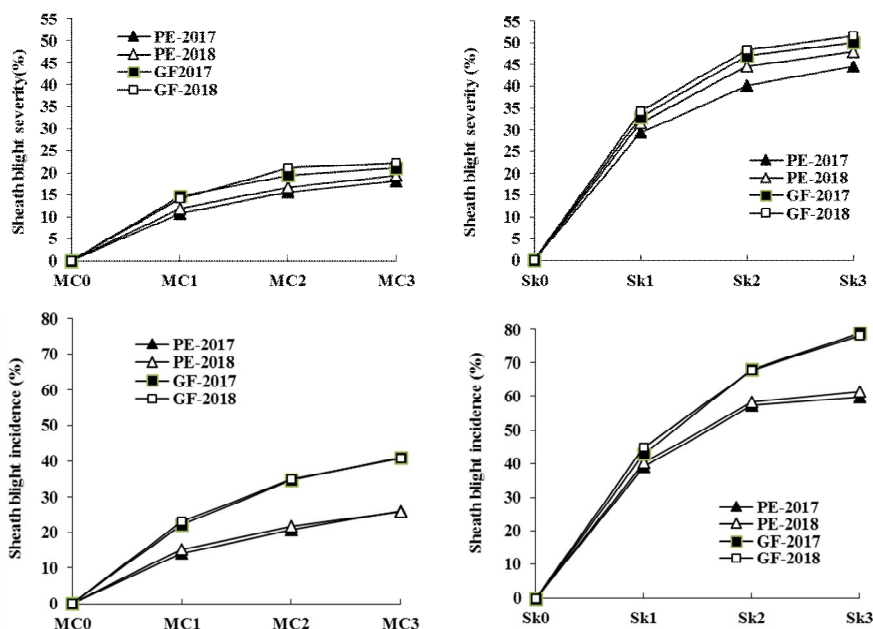 Sheath blight severity(%)
55
50
45
40
35
30
25
20
15
10
5
0
PE-2017
PE-2018
GF2017
GF-2018
MC0 MC1 MC2 MC3
Sheath blight severity (%)
55
50
45
40
35
30
25
20
15
10
5
0
PE-2017
PE-2018
GF-2017
GF-2018
Sk0 Sk1 Sk2 Sk3
Sheath blight incidence (%)
80
70
60
50
40
30
20
10
0
PE-2017
PE-2018
GF-2017
GF-2018
MC0 MC1 MC2 MC3
Sheath blight incidence (%)
80
70
60
50
40
30
20
10
0
PE-2017
PE-2018
GF-2017
GF-2018
Sk0 Sk1 Sk2 Sk3